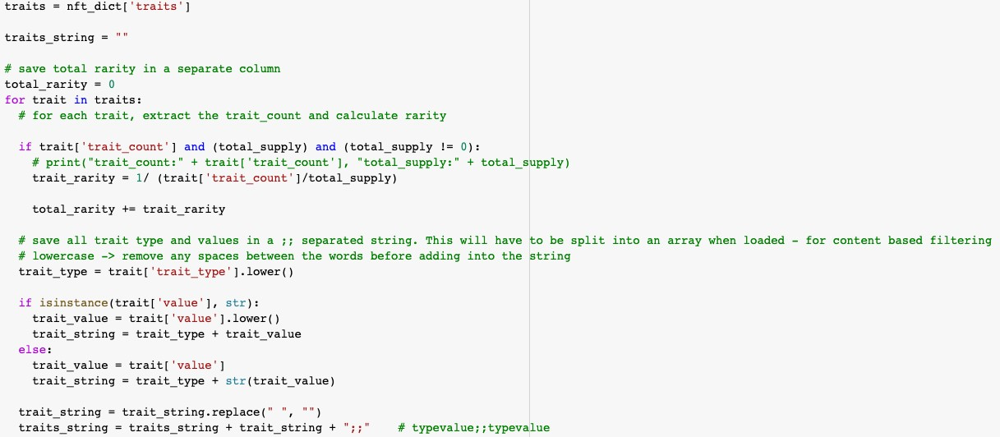 traits = nft_dict['traits']
traits_string = ""
# save total rarity in a separate column
total_rarity = 0
for trait in traits:
# for each trait, extract the trait_count and calculate rarity
if trait['trait_count'] and (total_supply) and (total_supply != 0):
# print("trait_count:" + trait['trait_count'], "total_supply:" + total_supply)
trait_rarity = 1/ (trait['trait_count']/total_supply)
total_rarity += trait_rarity
# save all trait type and values in a ;; separated string. This will have to be split into an array when loaded - for content based filtering
# lowercase -> remove any spaces between the words before adding into the string
trait_type = trait['trait_type'].lower()
if isinstance(trait['value'], str):
trait_value = trait['value'].lower()
trait_string = trait_type + trait_value
else:
trait_value = trait['value']
trait_string = trait_type + str(trait_value)
trait_string = trait_string.replace(" ", "")
traits_string = traits_string + trait_string + ";;"    # typevalue;;typevalue